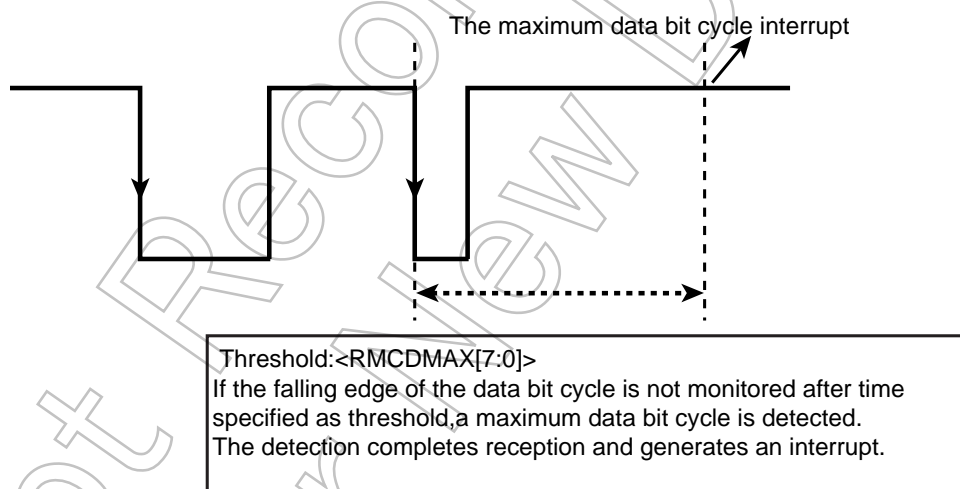 The maximum data bit cycle interrupt
Threshold:<RMCDMAX[7:0]>
If the falling edge of the data bit cycle is not monitored after time
specified as threshold,a maximum data bit cycle is detected.
The detection completes reception and generates an interrupt.